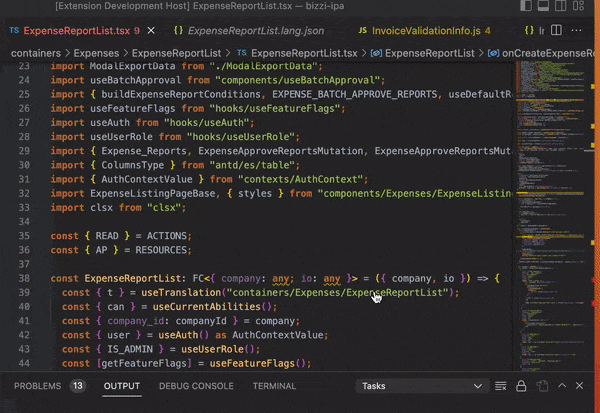 [Extension Development Host] ExpenseReportList.tsx — bizzi-ipa
TS ExpenseReportList.tsx 9 ExpenseReportList.lang.json JS InvoiceValidationInfo.js 4
containers > Expenses > ExpenseReportList > TS ExpenseReportList.tsx > ExpenseReportList > onCreateExpenseRe
23 import ModalExportData from "./ModalExportData";
24 import useBatchApproval from "components/useBatchApproval";
25 import { buildExpenseReportConditions, EXPENSE_BATCH_APPROVE_REPORTS, useDefaultR
26 import useFeatureFlags from "hooks/useFeatureFlags";
27 import useAuth from "hooks/useAuth";
28 import useUserRole from "hooks/useUserRole";
29 import { Expense_Reports, ExpenseApproveReportsMutation, ExpenseApproveReportsMuta
30 import { ColumnsType } from "antd/es/table";
31 import { AuthContextValue } from "contexts/AuthContext";
32 import ExpenseListingPageBase, { styles } from "components/Expenses/ExpenseListin
33 import clsx from "clsx";
34
35 const { READ } = ACTIONS;
36 const { AP } = RESOURCES;
37
38 const ExpenseReportList: FC<{ company: any; io: any }> = ({ company, io }) => {
39 const { t } = useTranslation("containers/Expenses/ExpenseReportList");
40 const { can } = useCurrentAbilities();
41 const { company_id: companyId } = company;
42 const { user } = useAuth() as AuthContextValue;
43 const { IS_ADMIN } = useUserRole();
44 const [getFeatureFlags] = useFeatureFlags();
PROBLEMS 13 OUTPUT DEBUG CONSOLE TERMINAL Tasks